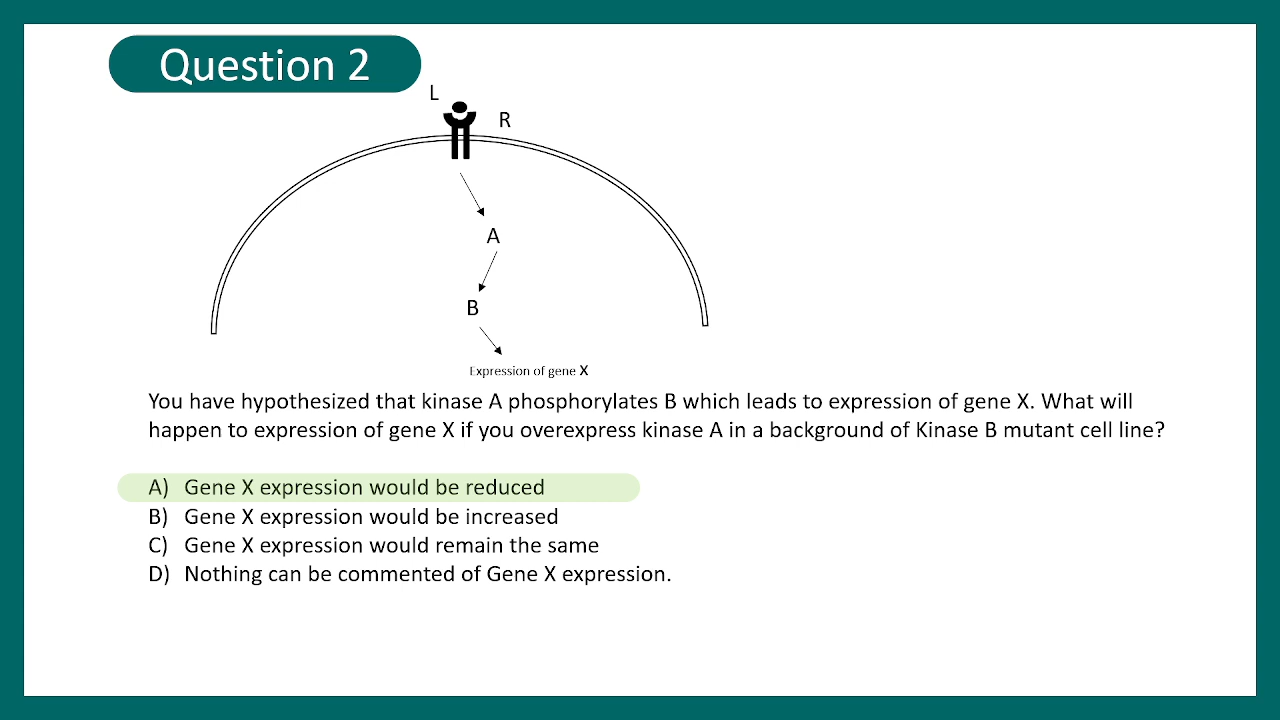 Question 2
L
R
A
B
Expression of gene X
You have hypothesized that kinase A phosphorylates B which leads to expression of gene X. What will
happen to expression of gene X if you overexpress kinase A in a background of Kinase B mutant cell line?
A) Gene X expression would be reduced
B) Gene X expression would be increased
C) Gene X expression would remain the same
D) Nothing can be commented of Gene X expression.